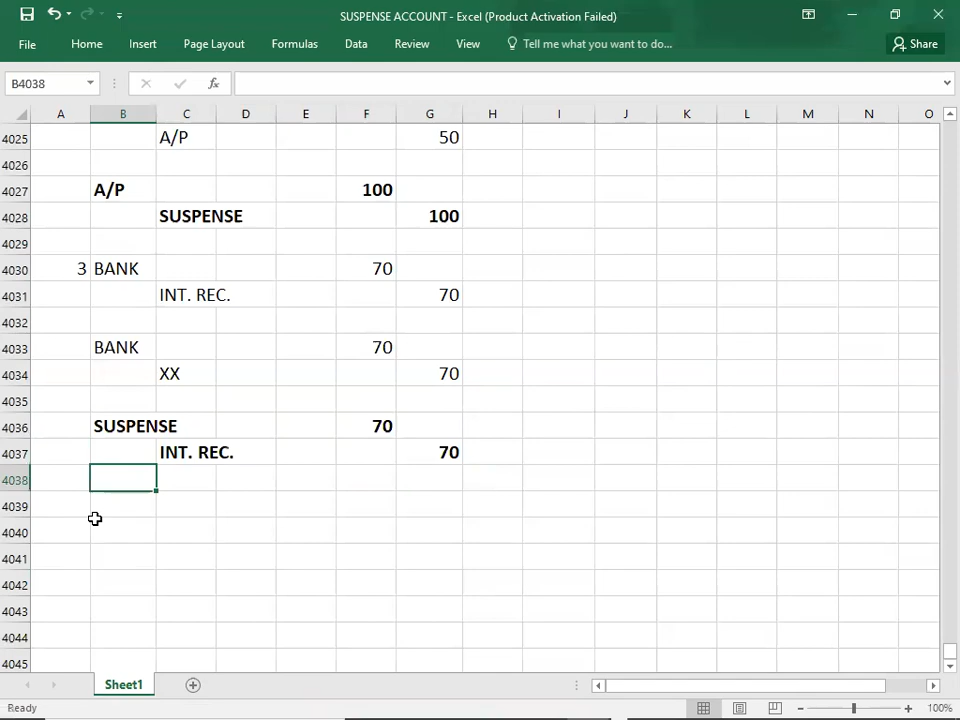 SUSPENSE ACCOUNT - Excel (Product Activation Failed)
File Home Insert Page Layout Formulas Data Review View Tell me what you want to do... Share
B4038 fx
A B C D E F G H I J K L M N O
4025 A/P 50
4026
4027 A/P 100
4028 SUSPENSE 100
4029
4030 3 BANK 70
4031 INT. REC. 70
4032
4033 BANK 70
4034 XX 70
4035
4036 SUSPENSE 70
4037 INT. REC. 70
4038
4039
4040
4041
4042
4043
4044
4045
Sheet1
Ready 100%